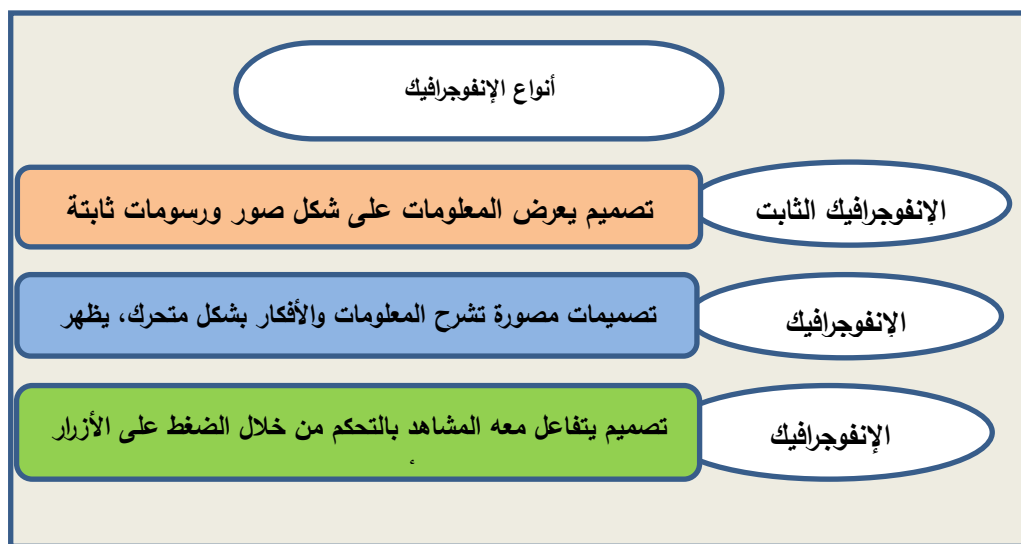 أنواع الإنفوجرافيك
الإنفوجرافيك الثابت
تصميم يعرض المعلومات على شكل صور ورسومات ثابتة
الإنفوجرافيك
تصميمات مصورة تشرح المعلومات والأفكار بشكل متحرك، يظهر
الإنفوجرافيك
تصميم يتفاعل معه المشاهد بالتحكم من خلال الضغط على الأزرار